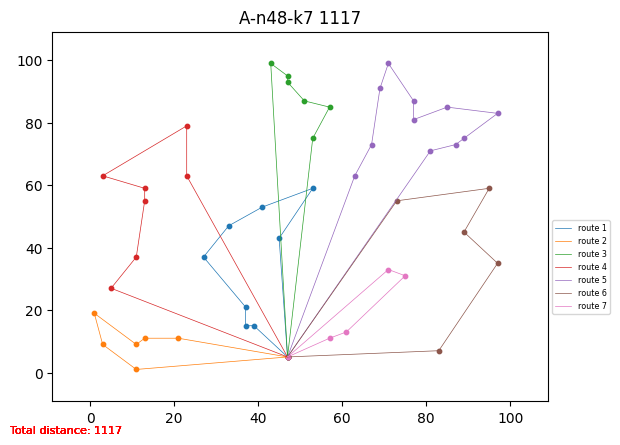 A-n48-k7 1117
100
80
60
40
20
0
0 20 40 60 80 100
route 1
route 2
route 3
route 4
route 5
route 6
route 7
Total distance: 1117